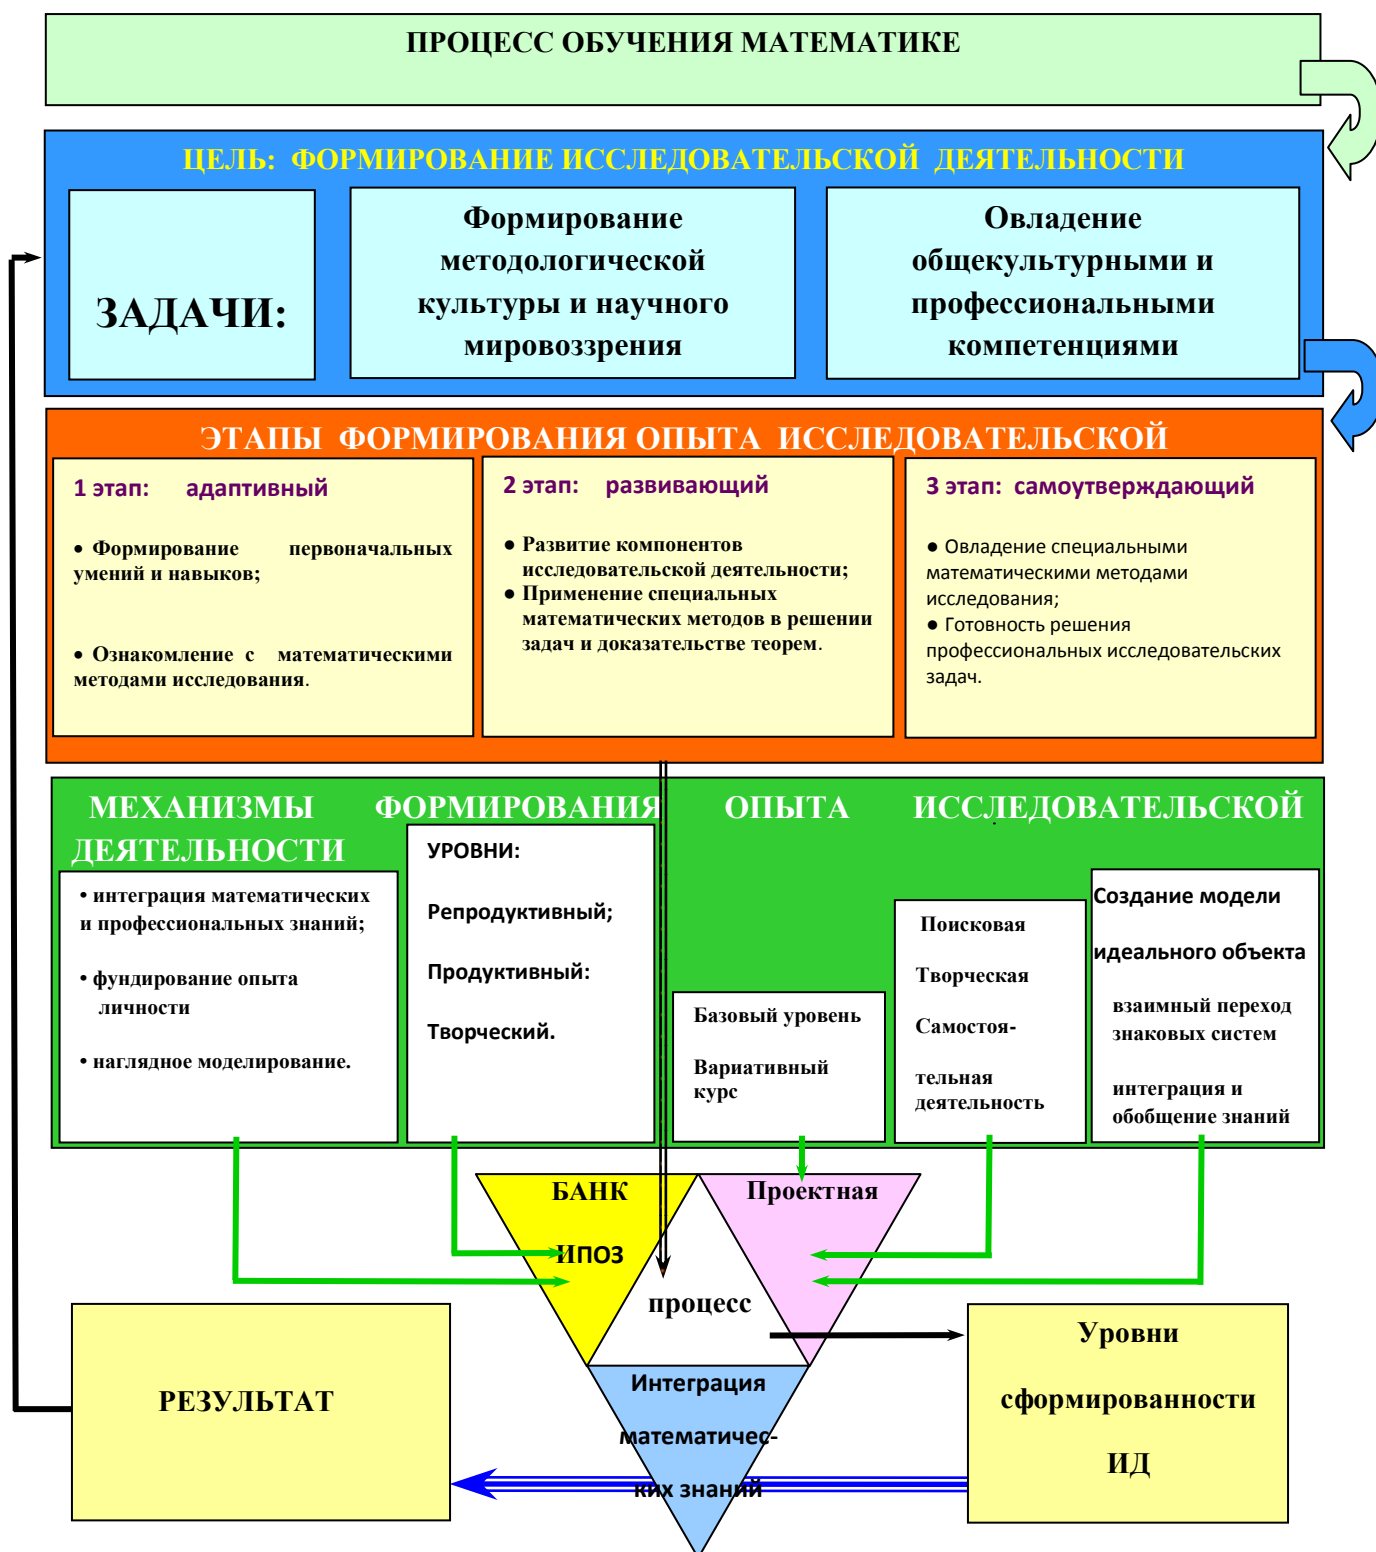 ПРОЦЕСС ОБУЧЕНИЯ МАТЕМАТИКЕ
ЦЕЛЬ: ФОРМИРОВАНИЕ ИССЛЕДОВАТЕЛЬСКОЙ ДЕЯТЕЛЬНОСТИ
ЗАДАЧИ:
Формирование
методологической
культуры и научного
мировоззрения
Овладение
общекультурными и
профессиональными
компетенциями
ЭТАПЫ ФОРМИРОВАНИЯ ОПЫТА ИССЛЕДОВАТЕЛЬСКОЙ
1 этап: адаптивный
• Формирование первоначальных
умений и навыков;
• Ознакомление с математическими
методами исследования.
2 этап: развивающий
● Развитие компонентов
исследовательской деятельности;
● Применение специальных
математических методов в решении
задач и доказательстве теорем.
3 этап: самоутверждающий
● Овладение специальными
математическими методами
исследования;
● Готовность решения
профессиональных исследовательских
задач.
МЕХАНИЗМЫ ФОРМИРОВАНИЯ ОПЫТА ИССЛЕДОВАТЕЛЬСКОЙ
ДЕЯТЕЛЬНОСТИ
• интеграция математических
и профессиональных знаний;
• фундирование опыта
личности
• наглядное моделирование.
УРОВНИ:
Репродуктивный;
Продуктивный:
Творческий.
Базовый уровень
Вариативный
курс
Поисковая
Творческая
Самостоя-
тельная
деятельность
Создание модели
идеального объекта
взаимный переход
знаковых систем
интеграция и
обобщение знаний
БАНК
ИПОЗ
Проектная
процесс
Интеграция
математичес-
ких знаний
РЕЗУЛЬТАТ
Уровни
сформированности
ИД